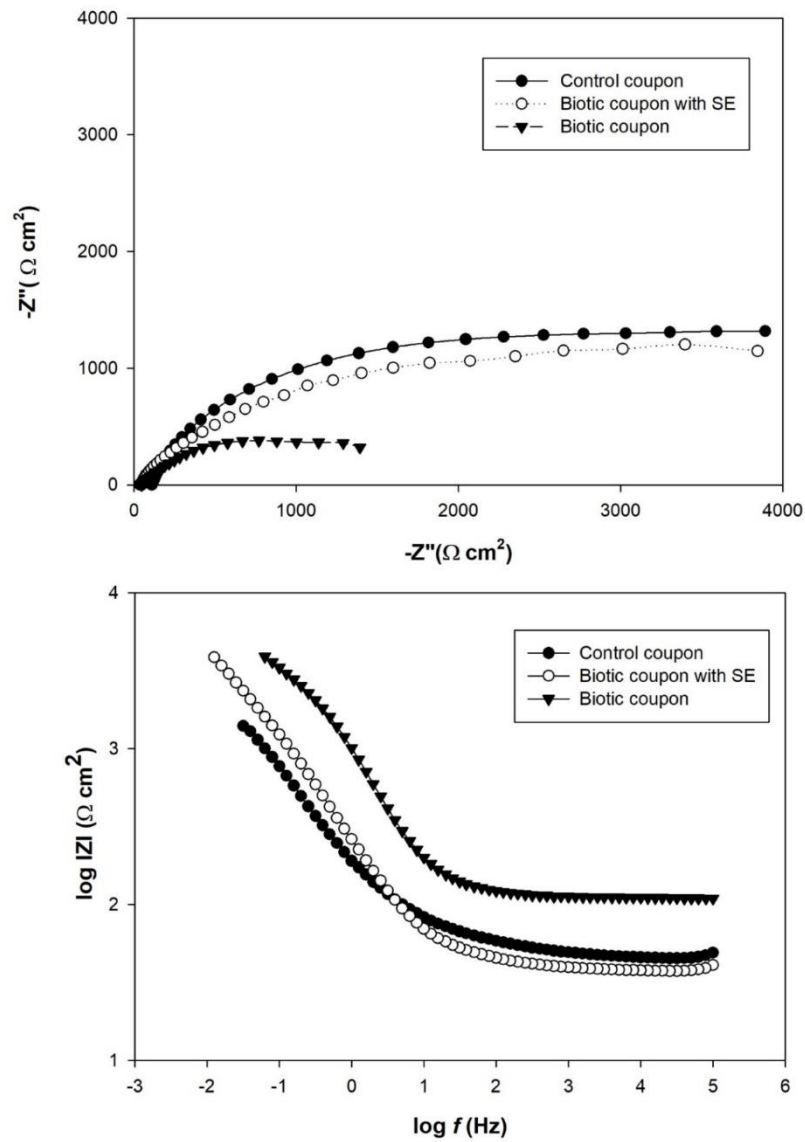 4000
3000
2000
1000
0
-Z"( Ω cm²)
Control coupon
Biotic coupon with SE
Biotic coupon
0 1000 2000 3000 4000
-Z"(Ω cm²)
4
3
2
1
log IZI (Ω cm²)
Control coupon
Biotic coupon with SE
Biotic coupon
-3 -2 -1 0 1 2 3 4 5 6
log f (Hz)